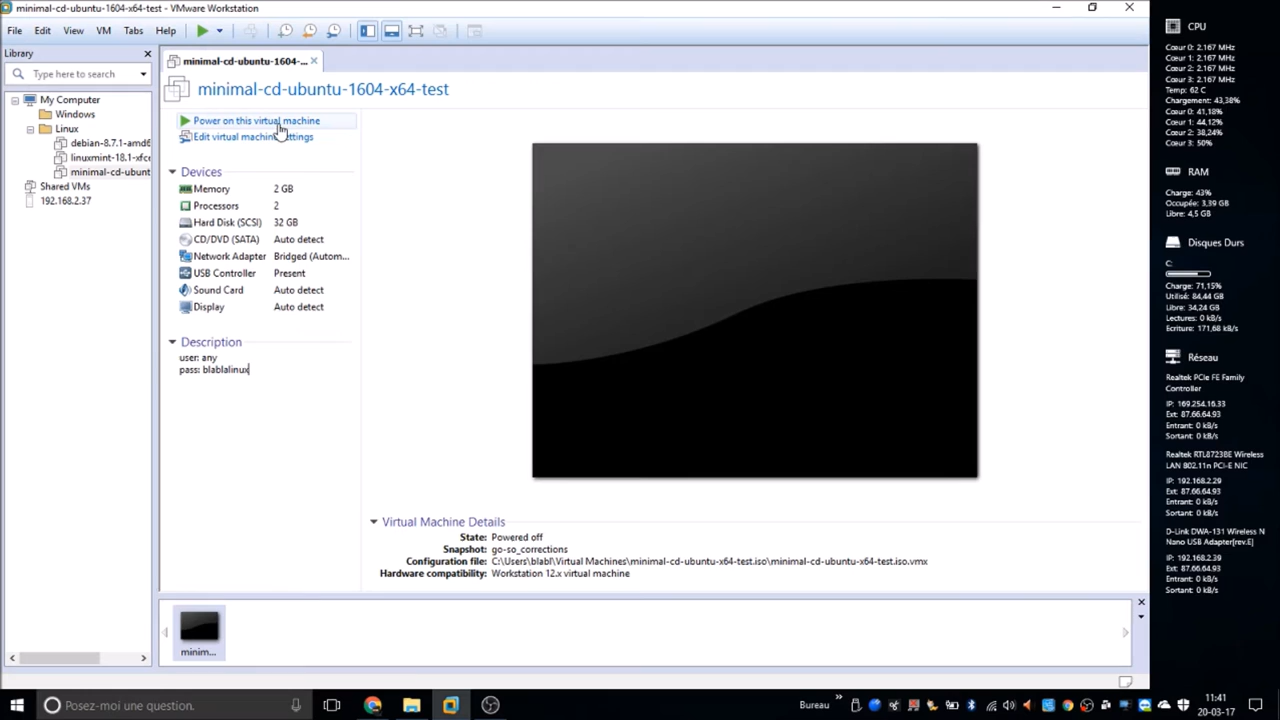 minimal-cd-ubuntu-1604-x64-test - VMware Workstation
File Edit View VM Tabs Help
Library
Type here to search
My Computer
Windows
Linux
debian-8.7.1-amd6
linuxmint-18.1-xfce
minimal-cd-ubunt
Shared VMs
192.168.2.37
minimal-cd-ubuntu-1604-...
minimal-cd-ubuntu-1604-x64-test
Power on this virtual machine
Edit virtual machine settings
Devices
Memory 2 GB
Processors 2
Hard Disk (SCSI) 32 GB
CD/DVD (SATA) Auto detect
Network Adapter Bridged (Autom...
USB Controller Present
Sound Card Auto detect
Display Auto detect
Description
user: any
pass: blablalinux
Virtual Machine Details
State: Powered off
Snapshot: go-so_corrections
Configuration file: C:\Users\blabl\Virtual Machines\minimal-cd-ubuntu-x64-test.iso\minimal-cd-ubuntu-x64-test.iso.vmx
Hardware compatibility: Workstation 12.x virtual machine
minim...
CPU
Cœur 0: 2.167 MHz
Cœur 1: 2.167 MHz
Cœur 2: 2.167 MHz
Cœur 3: 2.167 MHz
Temp: 62 C
Chargement: 43,38%
Cœur 0: 41,18%
Cœur 1: 44,12%
Cœur 2: 38,24%
Cœur 3: 50%
RAM
Charge: 43%
Occupée: 3,39 GB
Libre: 4,5 GB
Disques Durs
C:
Charge: 71,15%
Utilisé: 84,44 GB
Libre: 34,24 GB
Lectures: 0 kB/s
Ecriture: 171,68 kB/s
Réseau
Realtek PCIe FE Family
Controller
IP: 169.254.16.33
Ext: 87.66.64.93
Entrant: 0 kB/s
Sortant: 0 kB/s
Realtek RTL8723BE Wireless
LAN 802.11n PCI-E NIC
IP: 192.168.2.29
Ext: 87.66.64.93
Entrant: 0 kB/s
Sortant: 0 kB/s
D-Link DWA-131 Wireless N
Nano USB Adapter[rev.E]
IP: 192.168.2.39
Ext: 87.66.64.93
Entrant: 0 kB/s
Sortant: 0 kB/s
Posez-moi une question.
Bureau
11:41
20-03-17